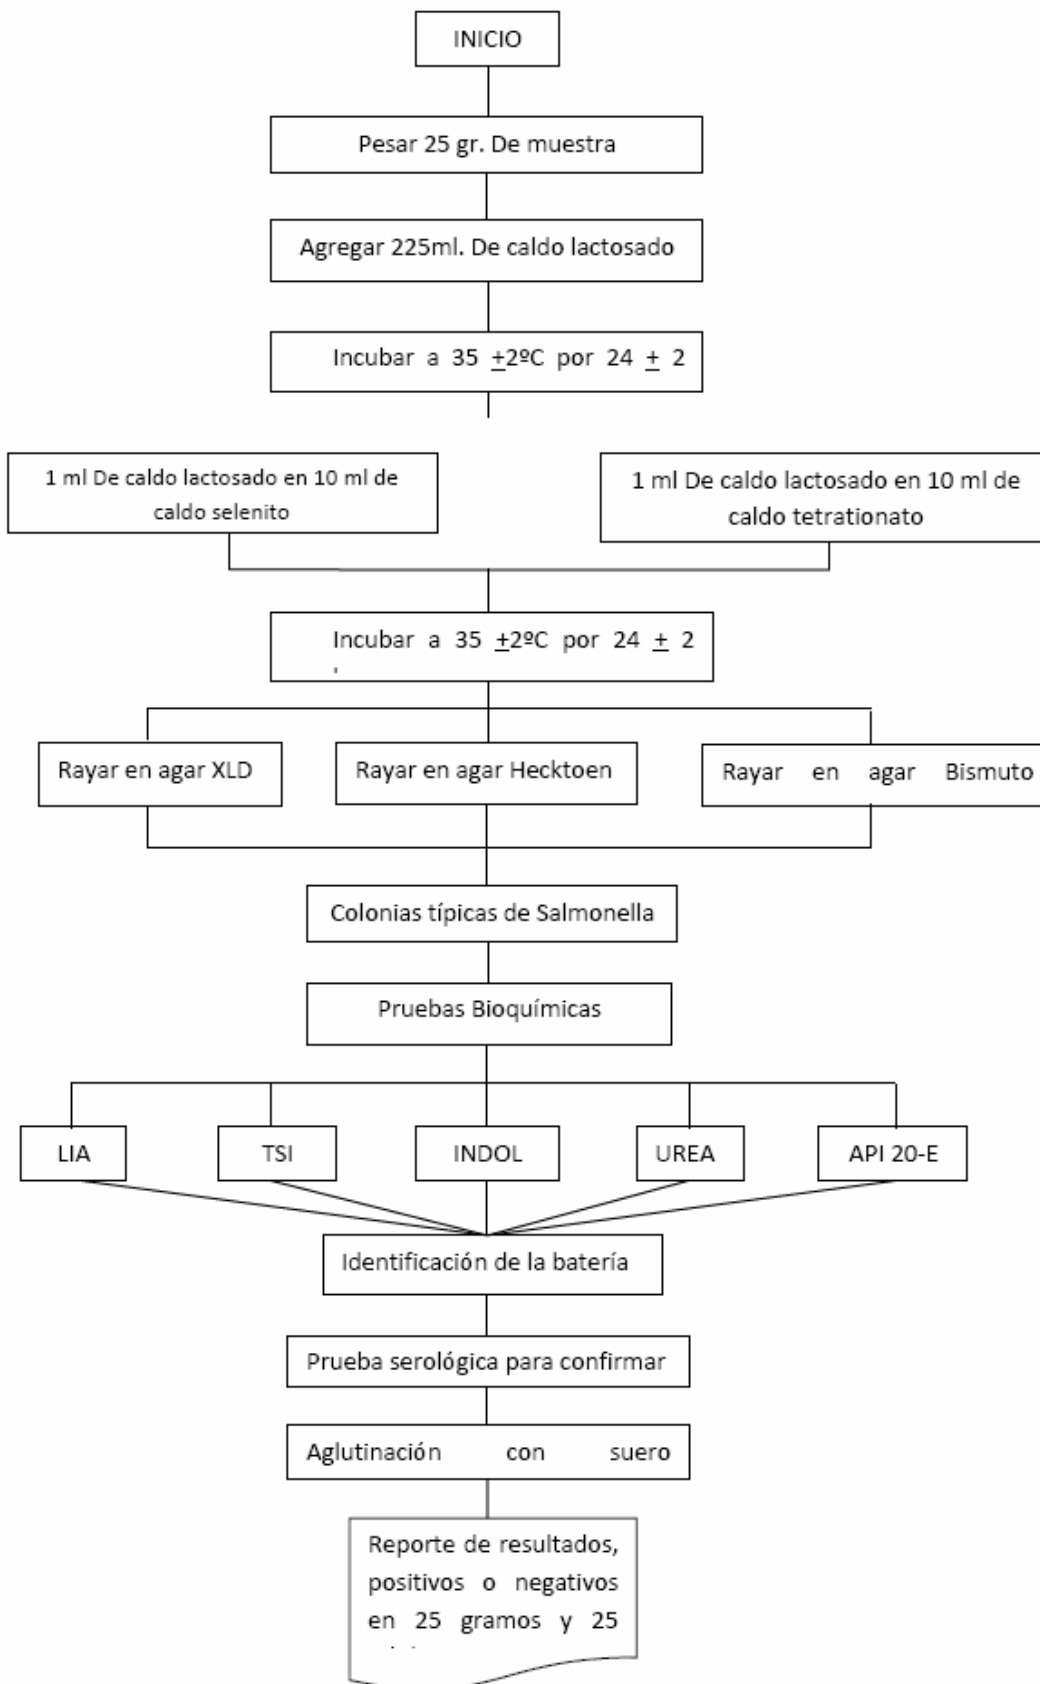 INICIO
Pesar 25 gr. De muestra
Agregar 225ml. De caldo lactosado
Incubar a 35 ±2ºC por 24 ± 2
1 ml De caldo lactosado en 10 ml de
caldo selenito
1 ml De caldo lactosado en 10 ml de
caldo tetrationato
Incubar a 35 ±2ºC por 24 ± 2
Rayar en agar XLD
Rayar en agar Hecktoen
Rayar en agar Bismuto
Colonias típicas de Salmonella
Pruebas Bioquímicas
LIA
TSI
INDOL
UREA
API 20-E
Identificación de la batería
Prueba serológica para confirmar
Aglutinación con suero
Reporte de resultados,
positivos o negativos
en 25 gramos y 25